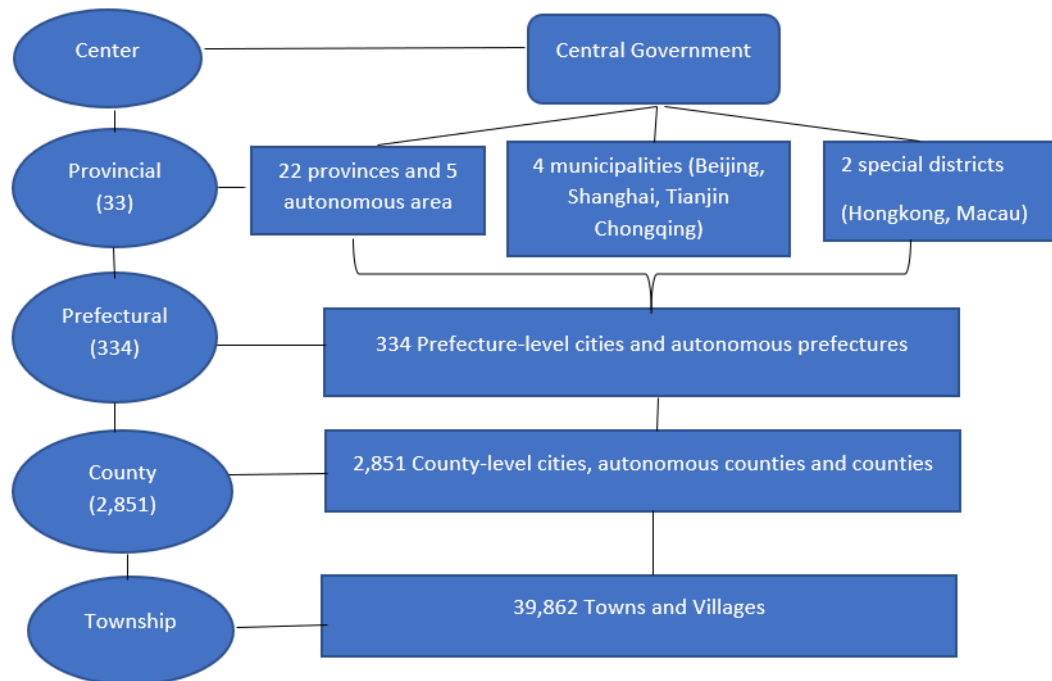 Center
Central Government
Provincial
(33)
22 provinces and 5
autonomous area
4 municipalities (Beijing,
Shanghai, Tianjin
Chongqing)
2 special districts
(Hongkong, Macau)
Prefectural
(334)
334 Prefecture-level cities and autonomous prefectures
County
(2,851)
2,851 County-level cities, autonomous counties and counties
Township
39,862 Towns and Villages